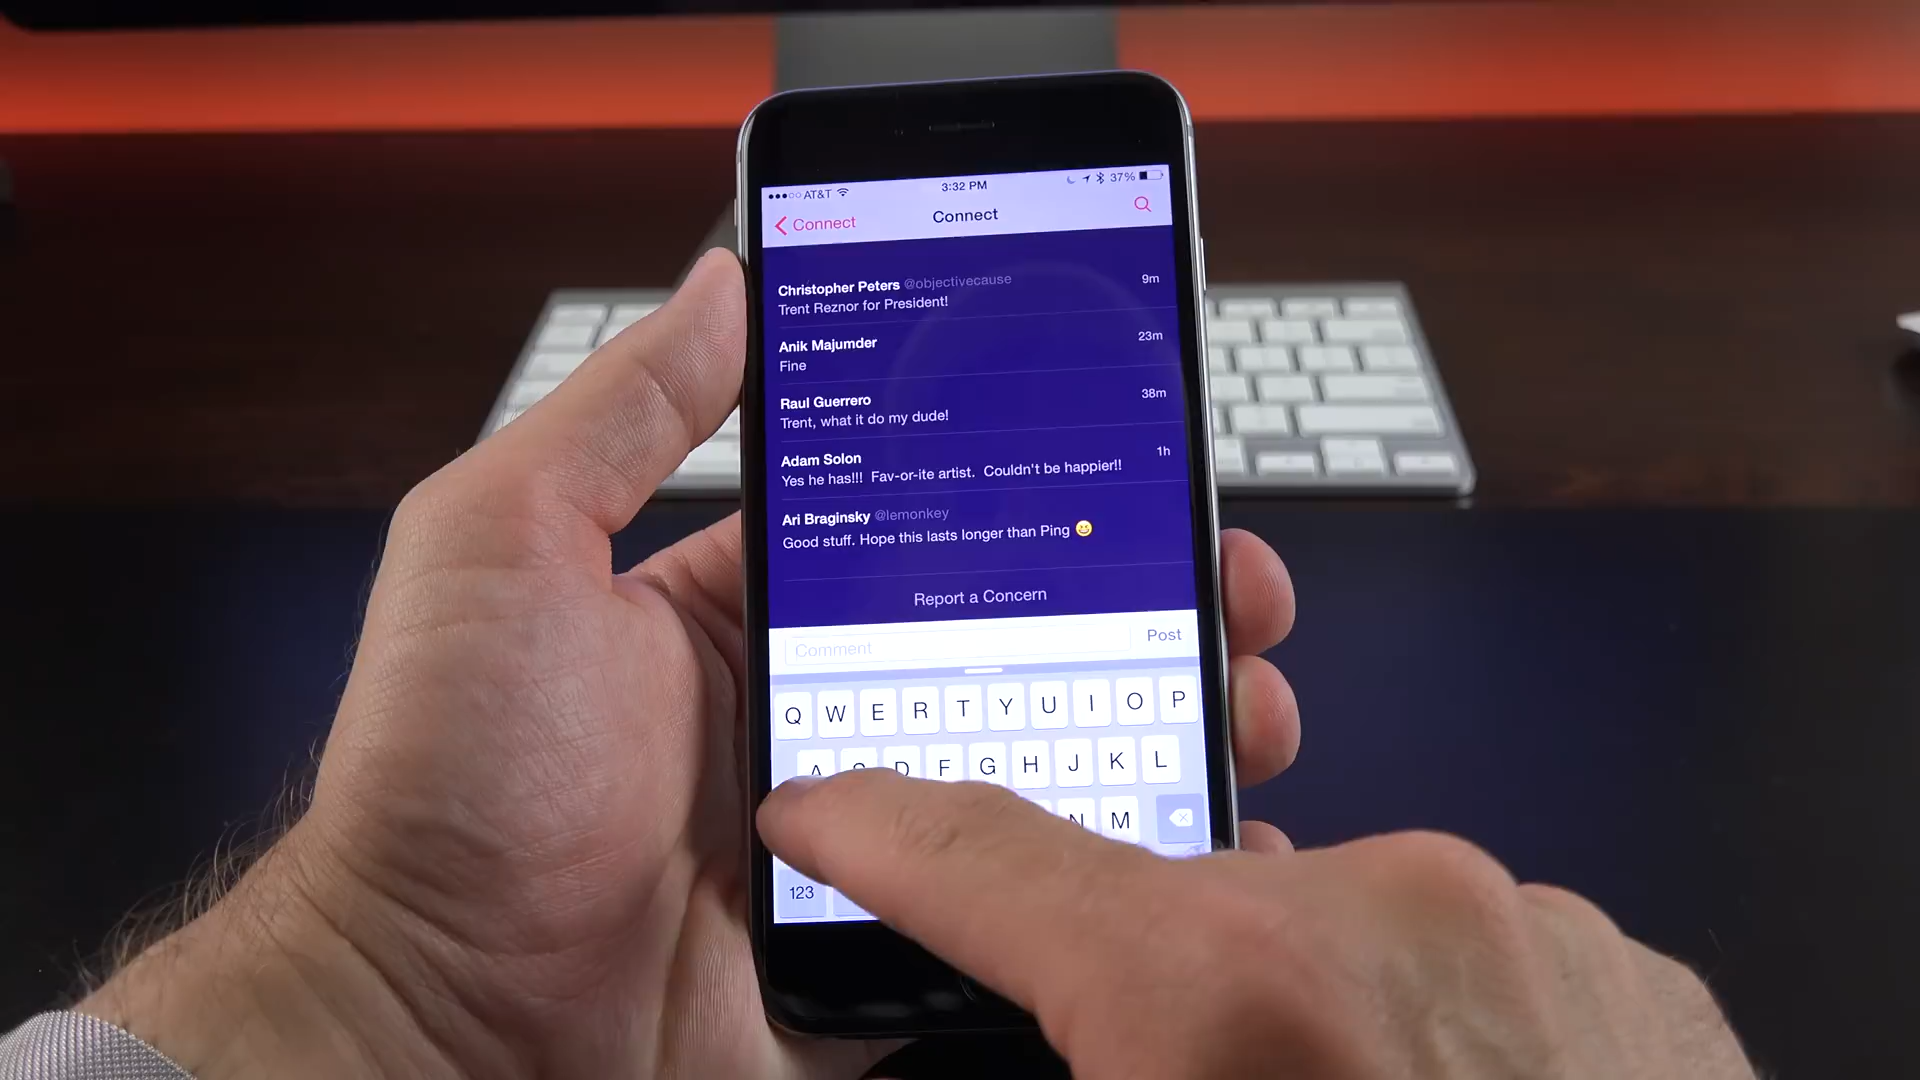 AT&T 3:32 PM 37%
Connect Connect
Christopher Peters @objectivecause 9m
Trent Reznor for President!
Anik Majumder 23m
Fine
Raul Guerrero 38m
Trent, what it do my dude!
Adam Solon 1h
Yes he has!!! Fav-or-ite artist. Couldn't be happier!!
Ari Braginsky @lemonkey
Good stuff. Hope this lasts longer than Ping 😆
Report a Concern
Comment Post
Q W E R T Y U I O P
A S D F G H J K L
N M
123